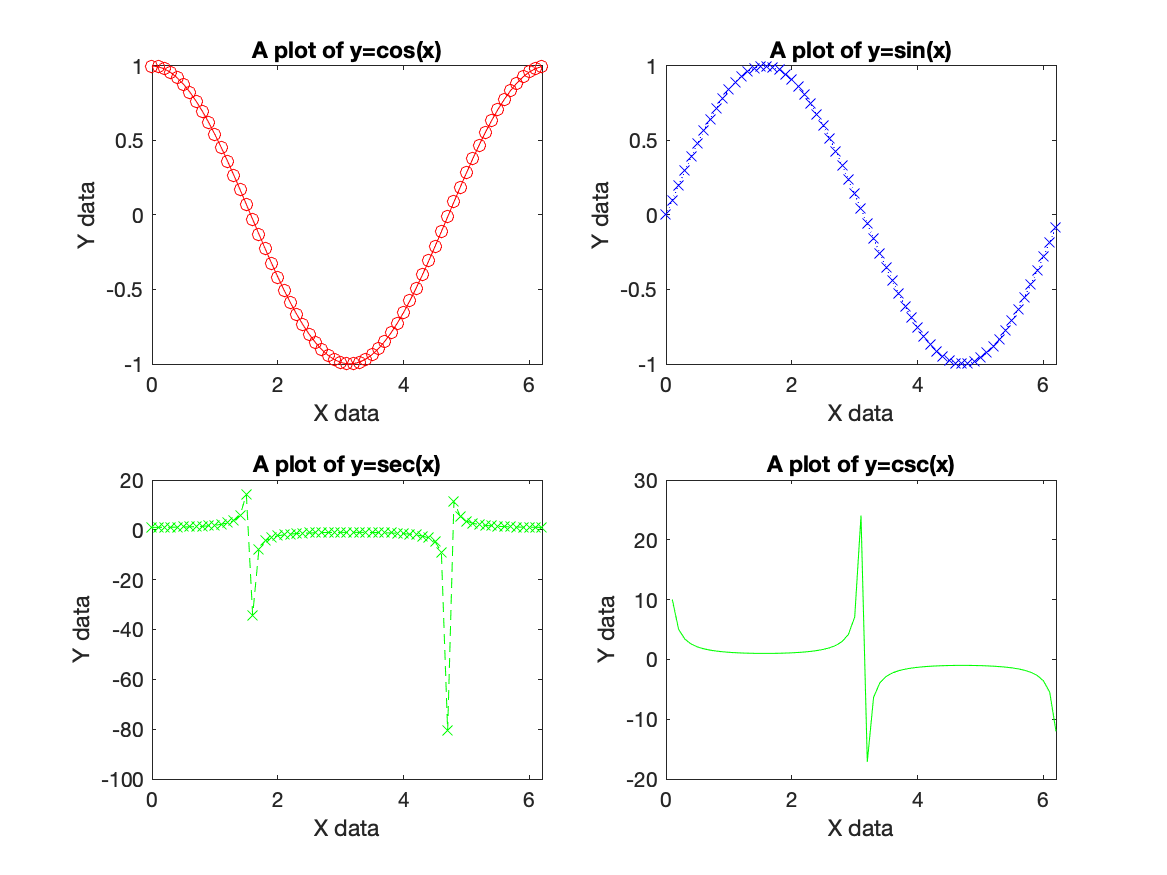 A plot of y=cos(x)
1
0.5
0
-0.5
-1
Y data
0 2 4 6
X data
A plot of y=sin(x)
1
0.5
0
-0.5
-1
Y data
0 2 4 6
X data
A plot of y=sec(x)
20
0
-20
-40
-60
-80
-100
Y data
0 2 4 6
X data
A plot of y=csc(x)
30
20
10
0
-10
-20
Y data
0 2 4 6
X data